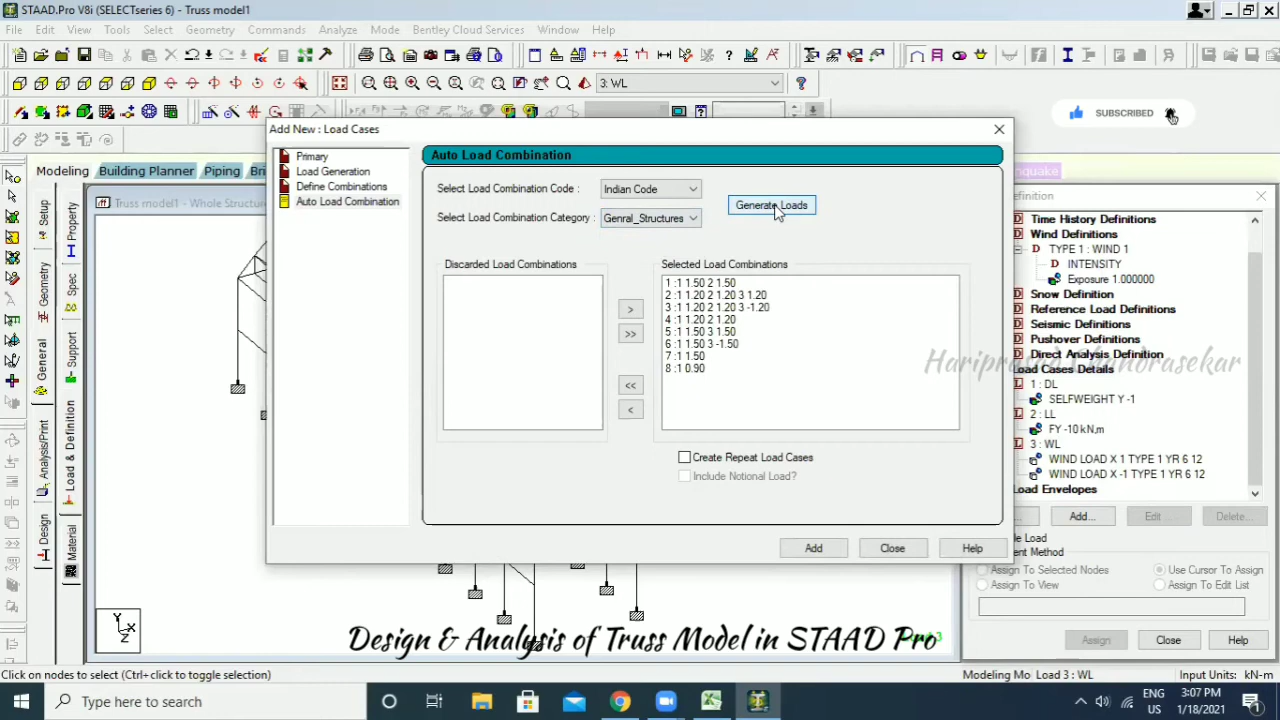 STAAD.Pro V8i (SELECTseries 6) - Truss model1
File Edit View Tools Select Geometry Commands Analyze Mode Bentley Cloud Services Window Help
3: WL
SUBSCRIBED
Modeling Building Planner Piping Bri
quake
Truss model1 - Whole Structure
Setup
Geometry
General
Analysis/Print
Design
Property
Spec
Support
Load & Definition
Material
Add New : Load Cases
Primary
Load Generation
Define Combinations
Auto Load Combination
Auto Load Combination
Select Load Combination Code : Indian Code
Generate Loads
Select Load Combination Category : Genral_Structures
Discarded Load Combinations
>
>>
<<
<
Selected Load Combinations
1 :1 1.50 2 1.50
2 :1 1.20 2 1.20 3 1.20
3 :1 1.20 2 1.20 3 -1.20
4 :1 1.20 2 1.20
5 :1 1.50 3 1.50
6 :1 1.50 3 -1.50
7 :1 1.50
8 :1 0.90
Create Repeat Load Cases
Include Notional Load?
Add Close Help
efinition
Time History Definitions
Wind Definitions
TYPE 1 : WIND 1
INTENSITY
Exposure 1.000000
Snow Definition
Reference Load Definitions
Seismic Definitions
Pushover Definitions
Direct Analysis Definition
Hariprasad Chandrasekar
oad Cases Details
1 : DL
SELFWEIGHT Y -1
2 : LL
FY -10 kN,m
3 : WL
WIND LOAD X 1 TYPE 1 YR 6 12
WIND LOAD X -1 TYPE 1 YR 6 12
Load Envelopes
... Add... Edit... Delete...
le Load
ent Method
Assign To Selected Nodes Use Cursor To Assign
Assign To View Assign To Edit List
Assign Close Help
Y
X
Z
Design & Analysis of Truss Model in STAAD Pro
3
Click on nodes to select (Ctrl+click to toggle selection)
Modeling Mo Load 3 : WL Input Units: kN-m
Type here to search
ENG
US
3:07 PM
1/18/2021
1